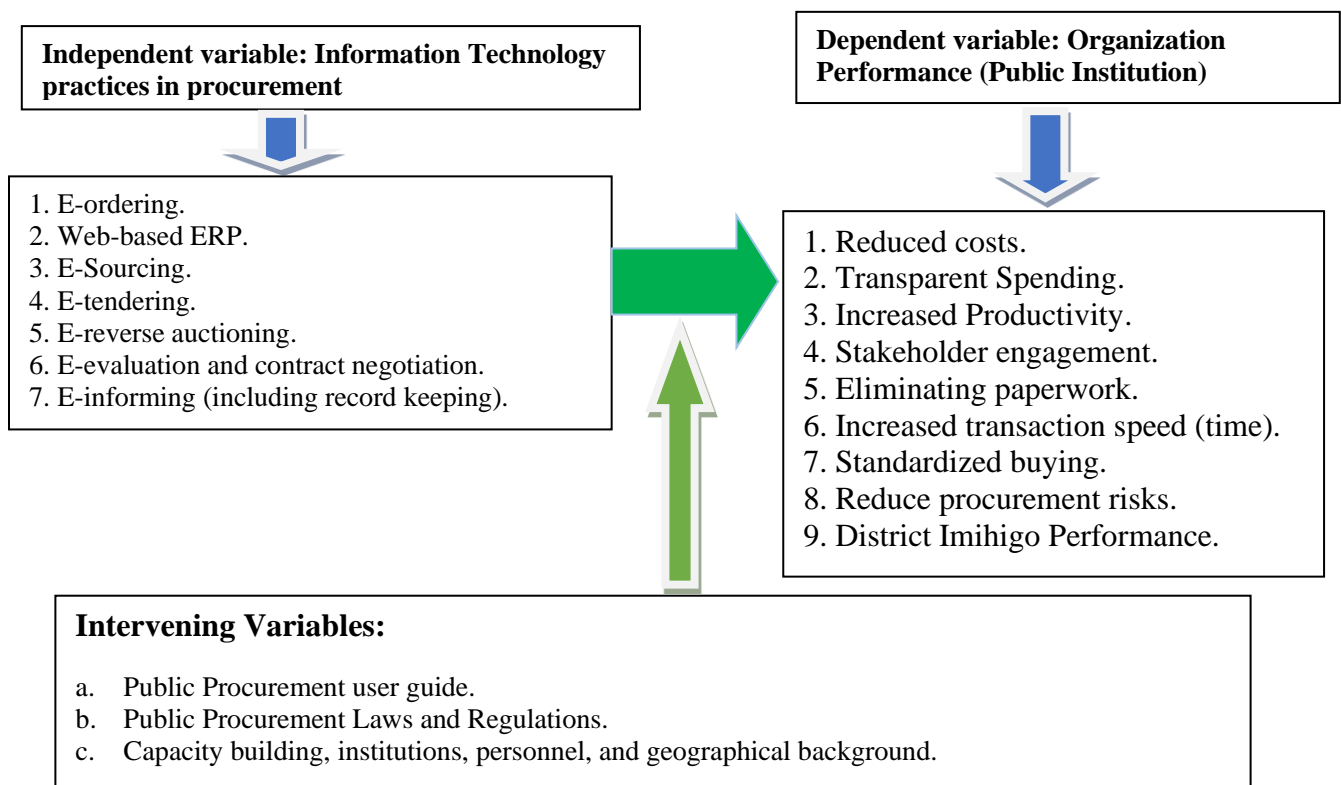 Independent variable: Information Technology
practices in procurement
Dependent variable: Organization
Performance (Public Institution)
1. E-ordering.
2. Web-based ERP.
3. E-Sourcing.
4. E-tendering.
5. E-reverse auctioning.
6. E-evaluation and contract negotiation.
7. E-informing (including record keeping).
1. Reduced costs.
2. Transparent Spending.
3. Increased Productivity.
4. Stakeholder engagement.
5. Eliminating paperwork.
6. Increased transaction speed (time).
7. Standardized buying.
8. Reduce procurement risks.
9. District Imihigo Performance.
Intervening Variables:
a. Public Procurement user guide.
b. Public Procurement Laws and Regulations.
c. Capacity building, institutions, personnel, and geographical background.